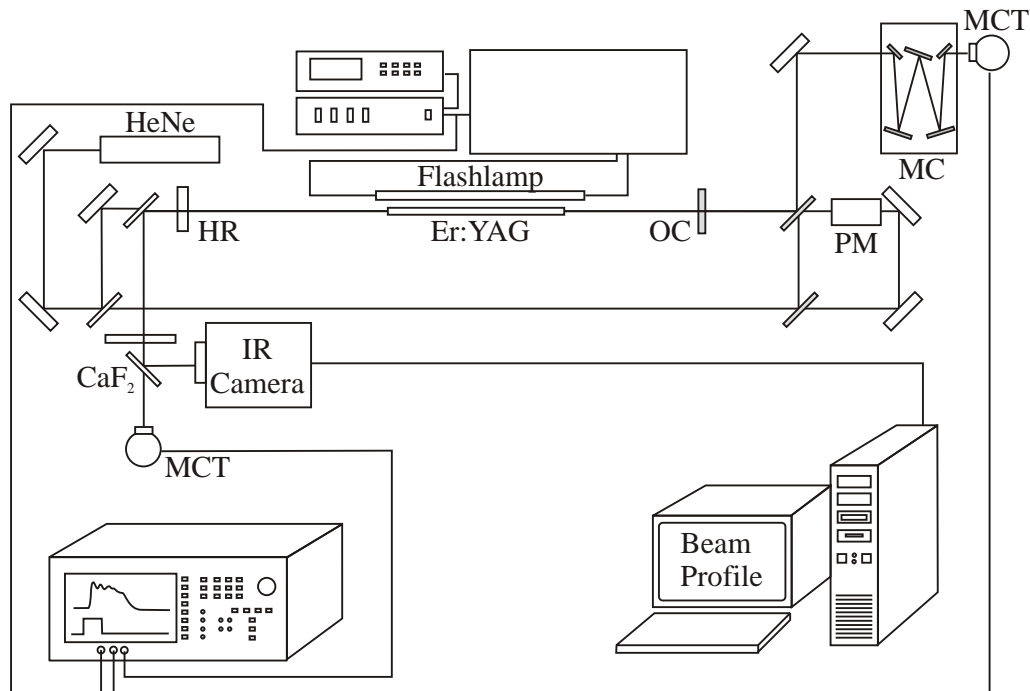 MCT
HeNe
MC
Flashlamp
HR
Er:YAG
OC
PM
IR
Camera
CaF₂
MCT
Beam
Profile